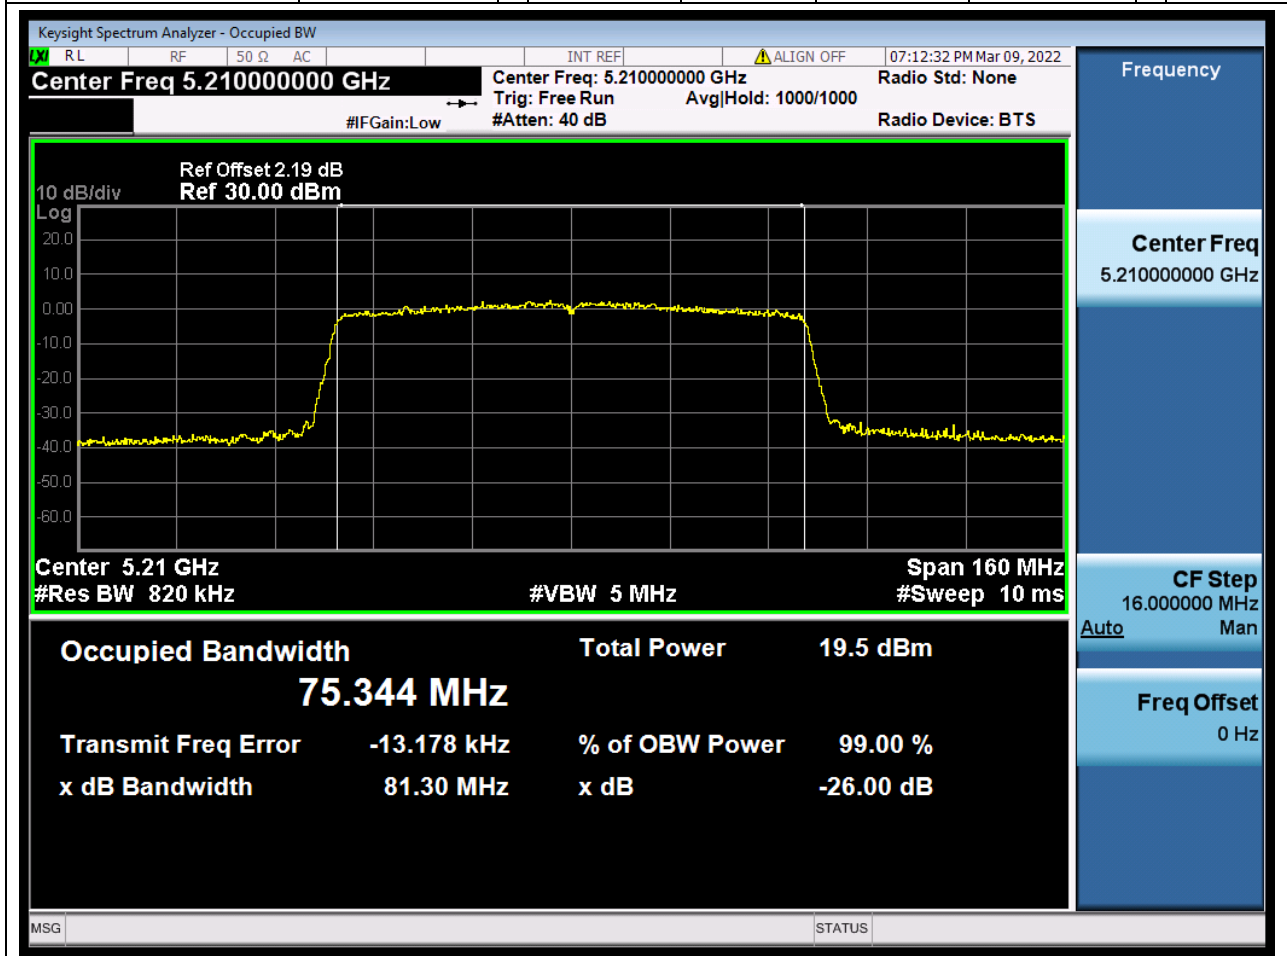 Keysight Spectrum Analyzer - Occupied BW
LXI RL RF 50 Ω AC INT REF ALIGN OFF 07:12:32 PM Mar 09, 2022
Center Freq 5.210000000 GHz
Center Freq: 5.210000000 GHz
Radio Std: None
Trig: Free Run Avg|Hold: 1000/1000
#IFGain:Low
#Atten: 40 dB
Radio Device: BTS
Ref Offset 2.19 dB
10 dB/div Ref 30.00 dBm
Log
20.0
10.0
0.00
-10.0
-20.0
-30.0
-40.0
-50.0
-60.0
Center 5.21 GHz Span 160 MHz
#Res BW 820 kHz #VBW 5 MHz #Sweep 10 ms
Occupied Bandwidth Total Power 19.5 dBm
75.344 MHz
Transmit Freq Error -13.178 kHz % of OBW Power 99.00 %
x dB Bandwidth 81.30 MHz x dB -26.00 dB
MSG STATUS
Frequency
Center Freq
5.210000000 GHz
CF Step
16.000000 MHz
Auto Man
Freq Offset
0 Hz